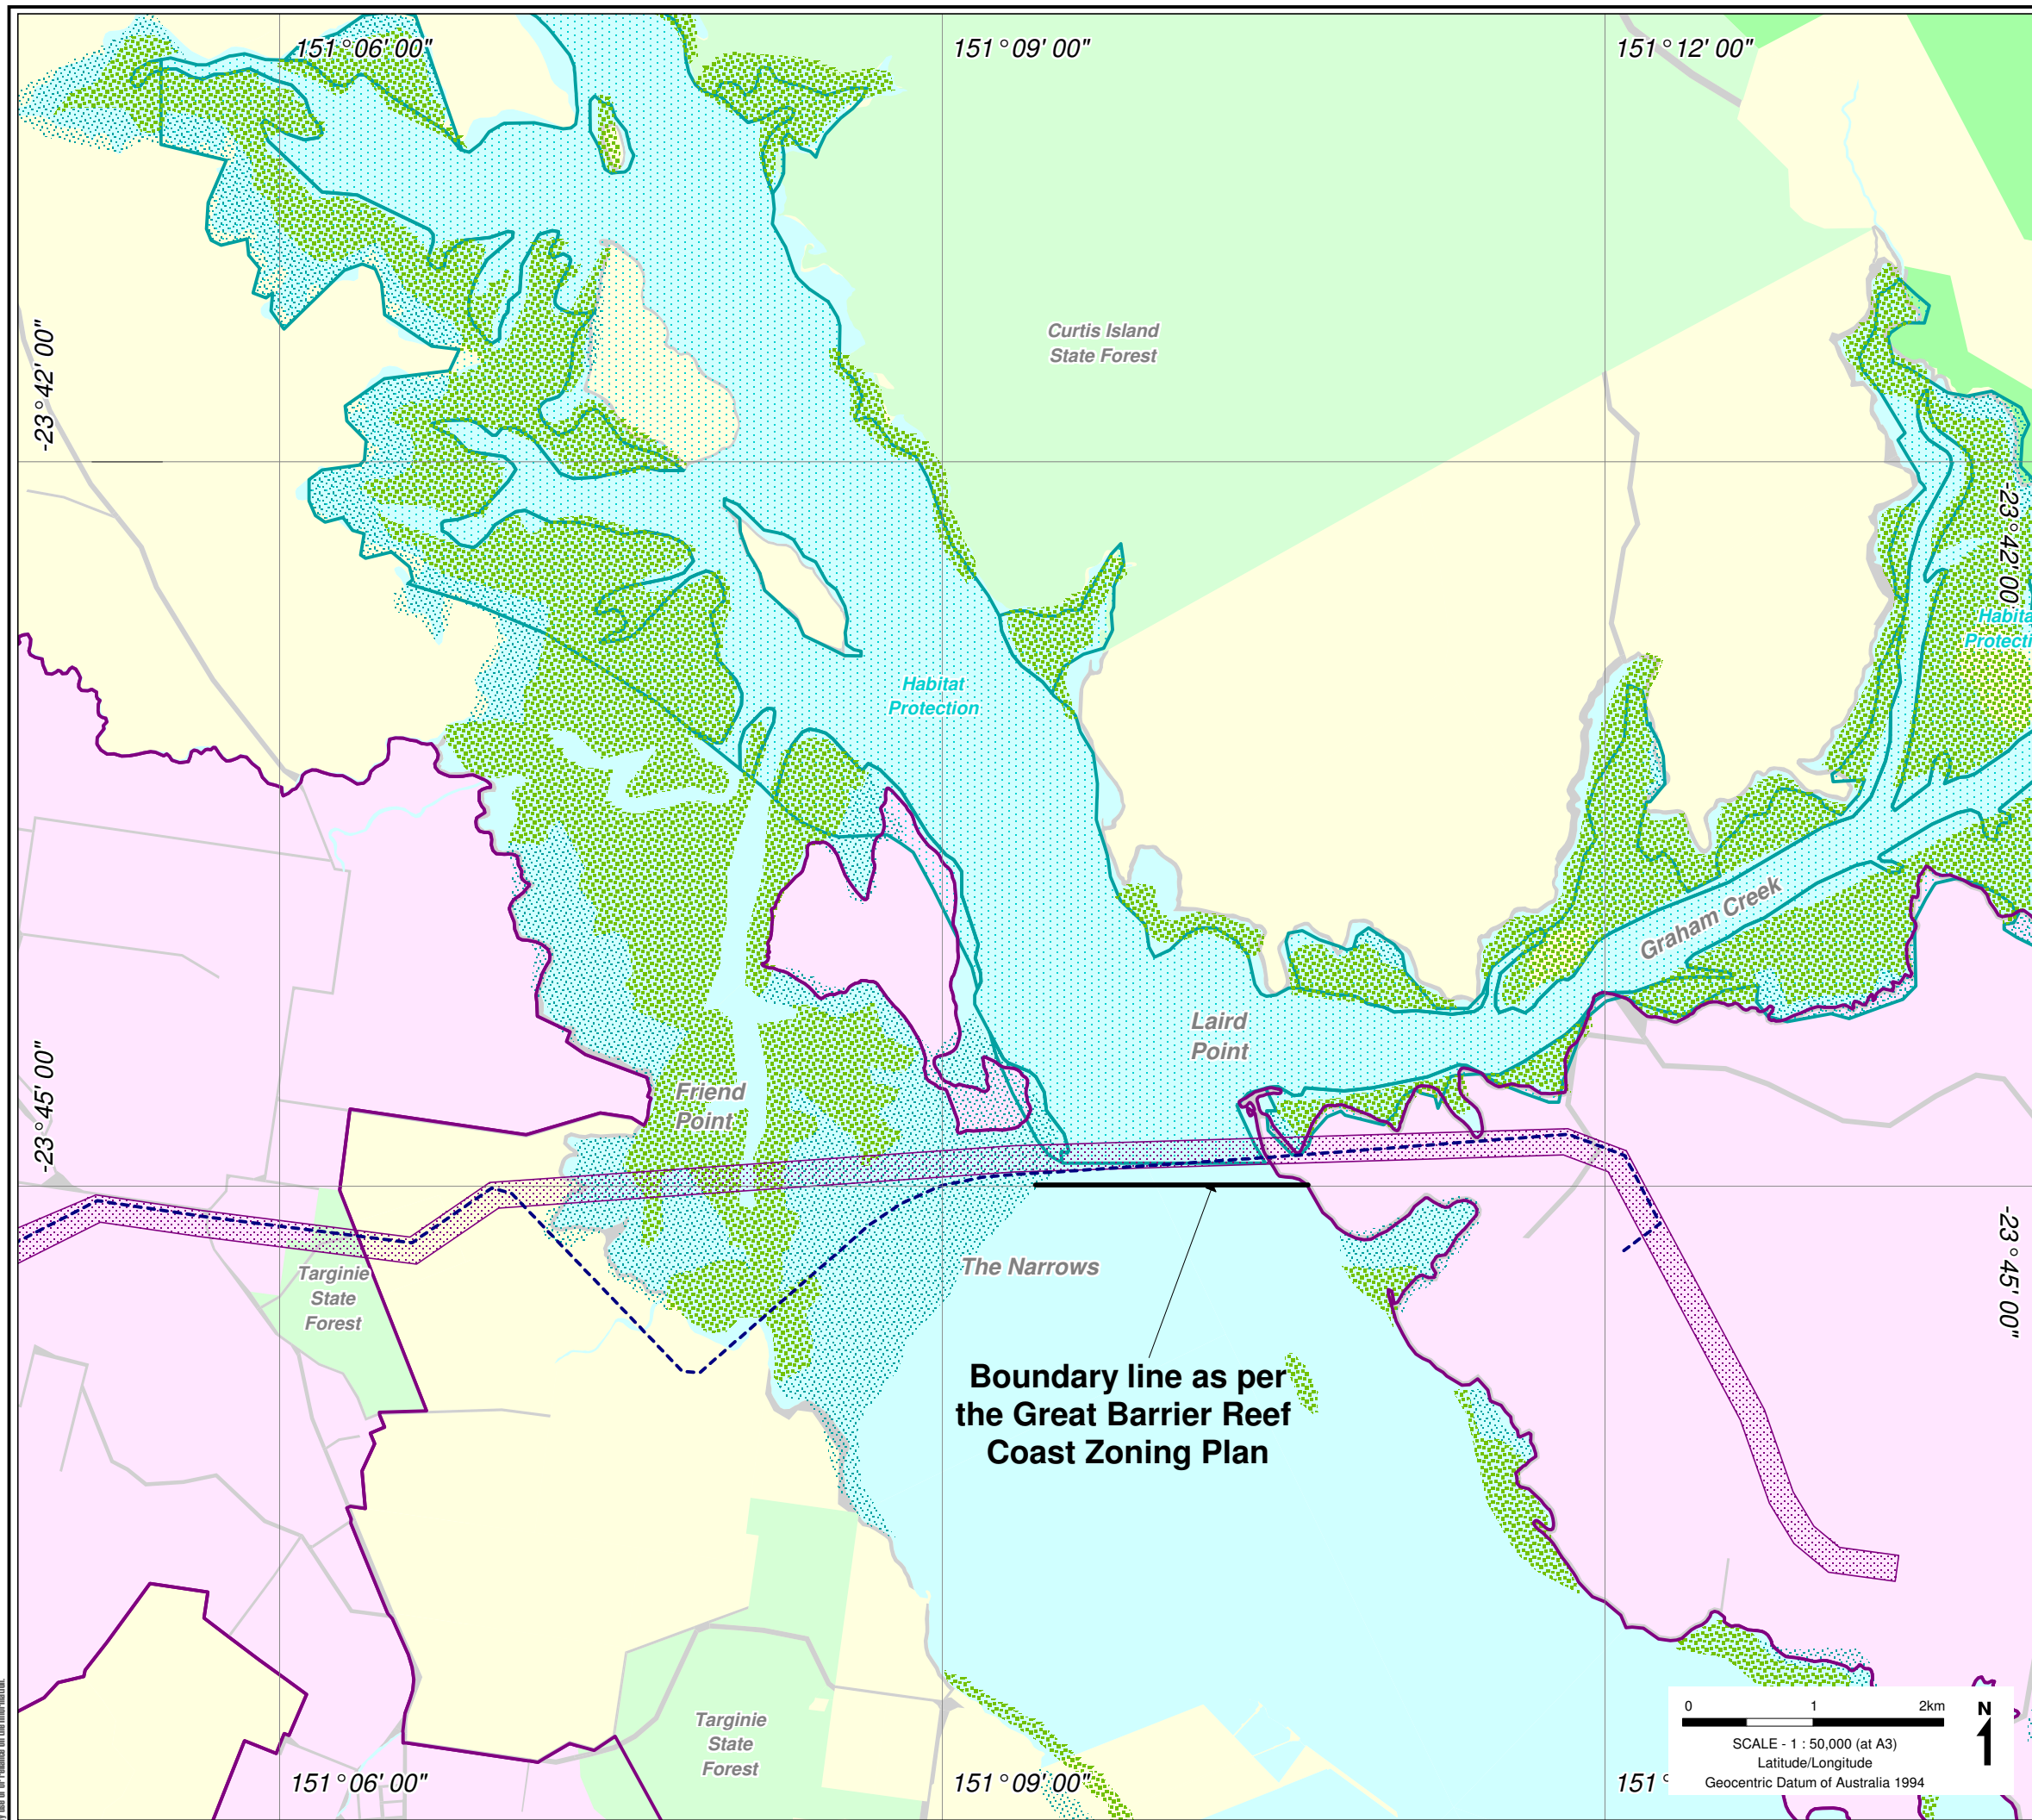 151° 06' 00"
151° 09' 00"
151° 12' 00"
-23° 42' 00"
Curtis Island
State Forest
-23° 42' 00
Habitat
Protection
Graham Creek
Laird
Point
Friend
Point
-23° 45' 00"
-23° 45' 00"
The Narrows
Targinie
State
Forest
Boundary line as per
the Great Barrier Reef
Coast Zoning Plan
Targinie
State
Forest
0 1 2km
N
SCALE - 1 : 50,000 (at A3)
Latitude/Longitude
Geocentric Datum of Australia 1994
151° 06' 00"
151° 09' 00"
151°